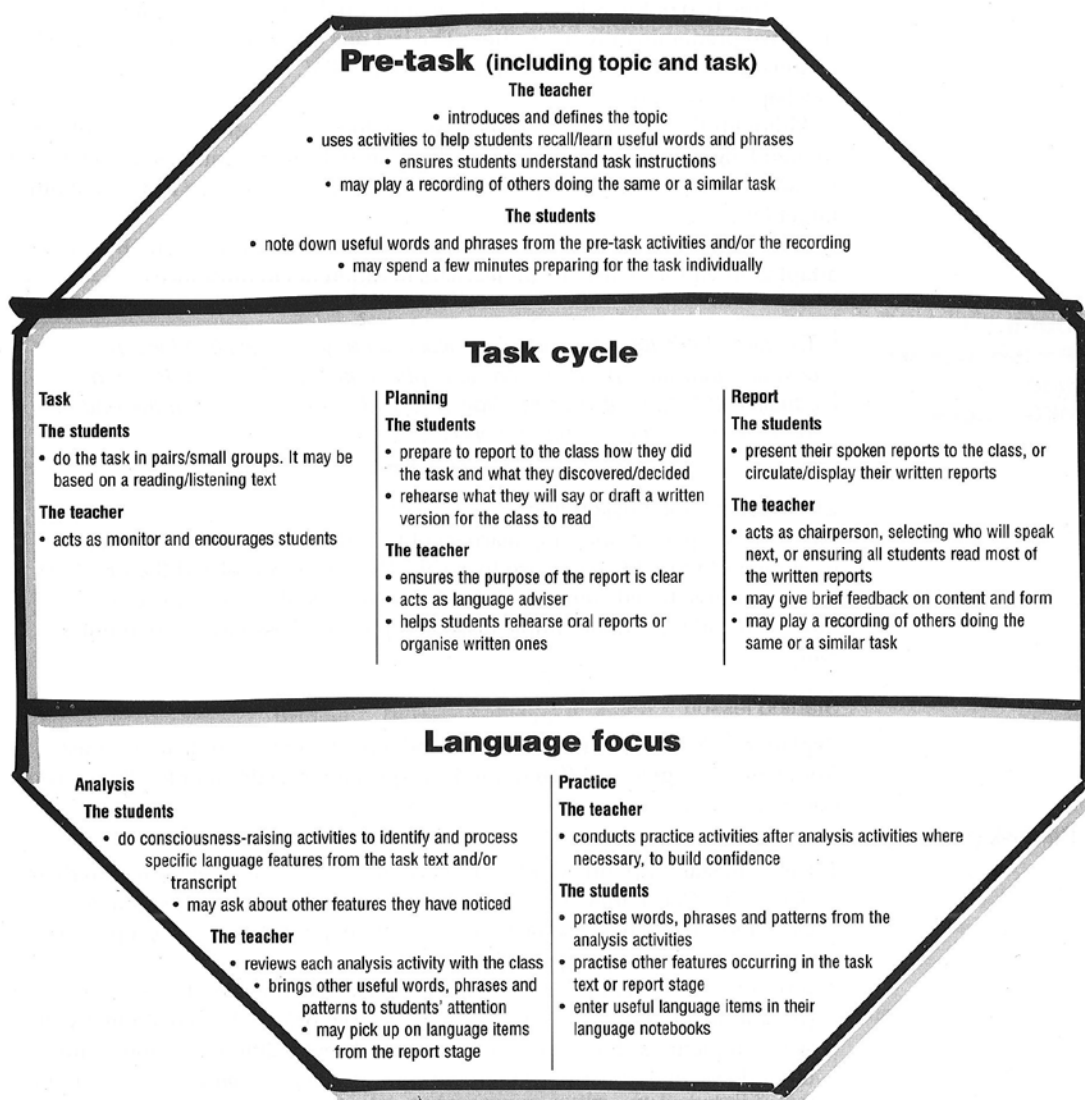 Pre-task (including topic and task)
The teacher
• introduces and defines the topic
• uses activities to help students recall/learn useful words and phrases
• ensures students understand task instructions
• may play a recording of others doing the same or a similar task
The students
• note down useful words and phrases from the pre-task activities and/or the recording
• may spend a few minutes preparing for the task individually
Task cycle
Task
The students
• do the task in pairs/small groups. It may be
based on a reading/listening text
The teacher
• acts as monitor and encourages students
Planning
The students
• prepare to report to the class how they did
the task and what they discovered/decided
• rehearse what they will say or draft a written
version for the class to read
The teacher
• ensures the purpose of the report is clear
• acts as language adviser
• helps students rehearse oral reports or
organise written ones
Report
The students
• present their spoken reports to the class, or
circulate/display their written reports
The teacher
• acts as chairperson, selecting who will speak
next, or ensuring all students read most of
the written reports
• may give brief feedback on content and form
• may play a recording of others doing the
same or a similar task
Language focus
Analysis
The students
• do consciousness-raising activities to identify and process
specific language features from the task text and/or
transcript
• may ask about other features they have noticed
The teacher
• reviews each analysis activity with the class
• brings other useful words, phrases and
patterns to students' attention
• may pick up on language items
from the report stage
Practice
The teacher
• conducts practice activities after analysis activities where
necessary, to build confidence
The students
• practise words, phrases and patterns from the
analysis activities
• practise other features occurring in the task
text or report stage
• enter useful language items in their
language notebooks